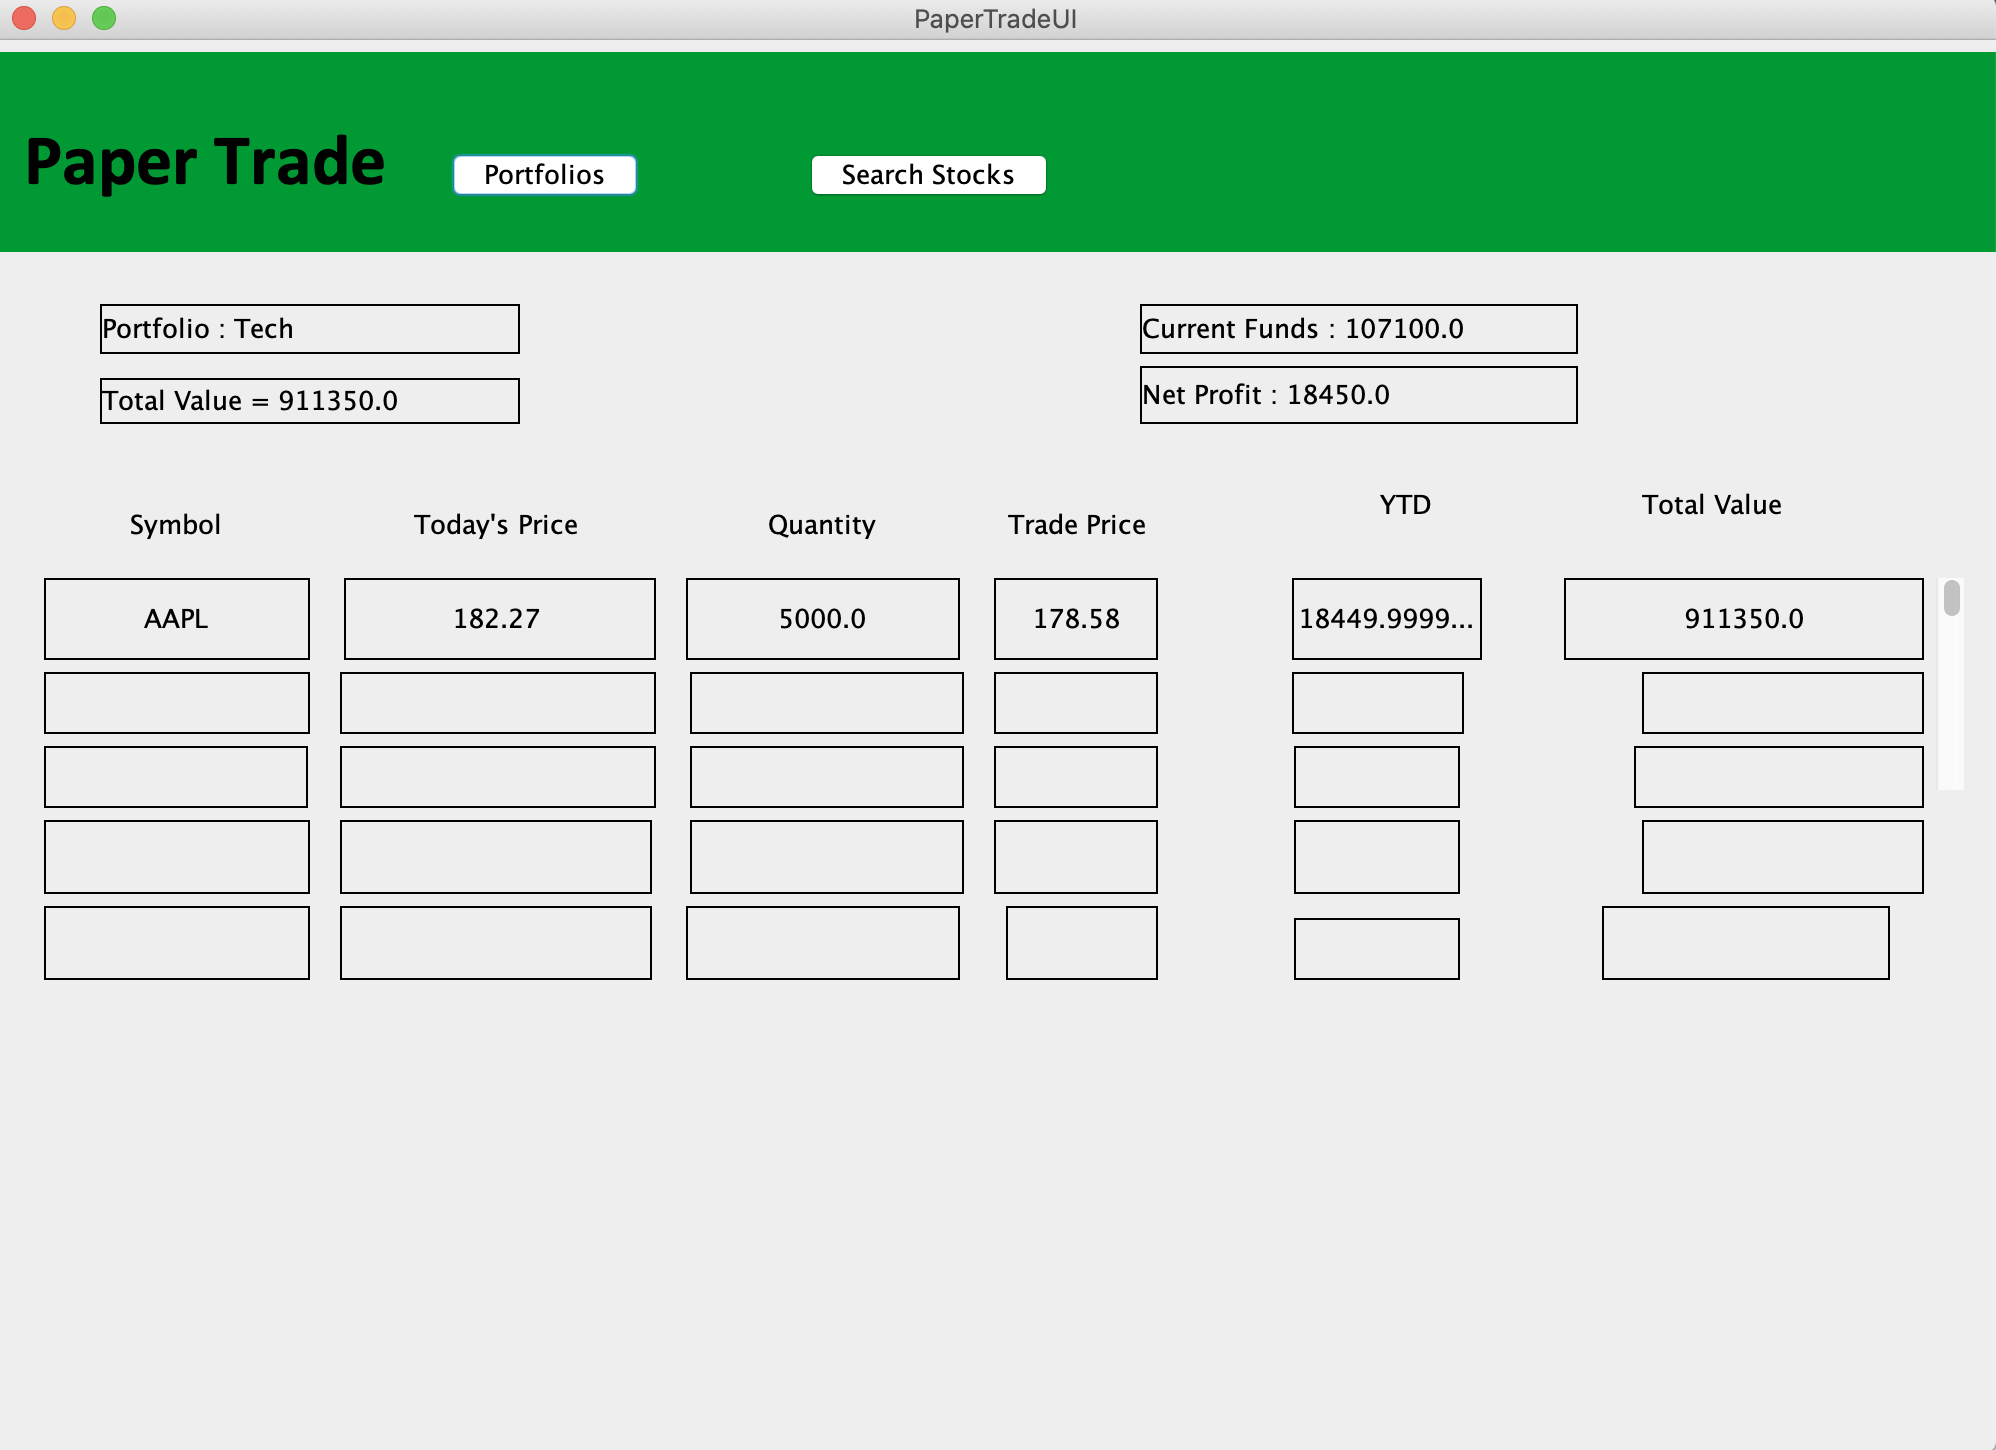 PaperTradeUI
Paper Trade
Portfolios
Search Stocks
Portfolio : Tech
Current Funds : 107100.0
Total Value = 911350.0
Net Profit : 18450.0
Symbol
Today's Price
Quantity
Trade Price
YTD
Total Value
AAPL
182.27
5000.0
178.58
18449.9999...
911350.0